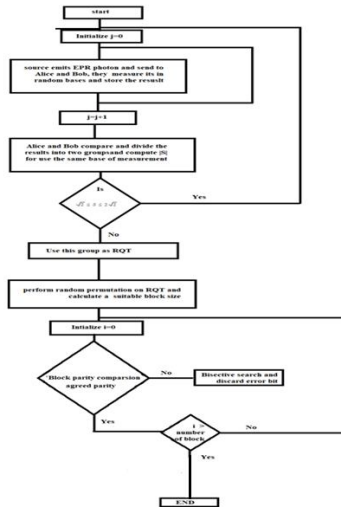 start
Initialize j=0
source emits EPR photon and send to
Alice and Bob, they measure its in
random bases and store the resuslt
j=j+1
Alice and Bob compare and divide the
results into two groupsand compute |S|
for use the same base of measurement
Is
Yes
No
Use this group as RQT
perform random permutation on RQT and
calculate a suitable block size
Intialize i=0
Block parity comparsion
agreed parity
No
Bisective search and
discard error bit
Yes
i >
number
of block
No
Yes
END